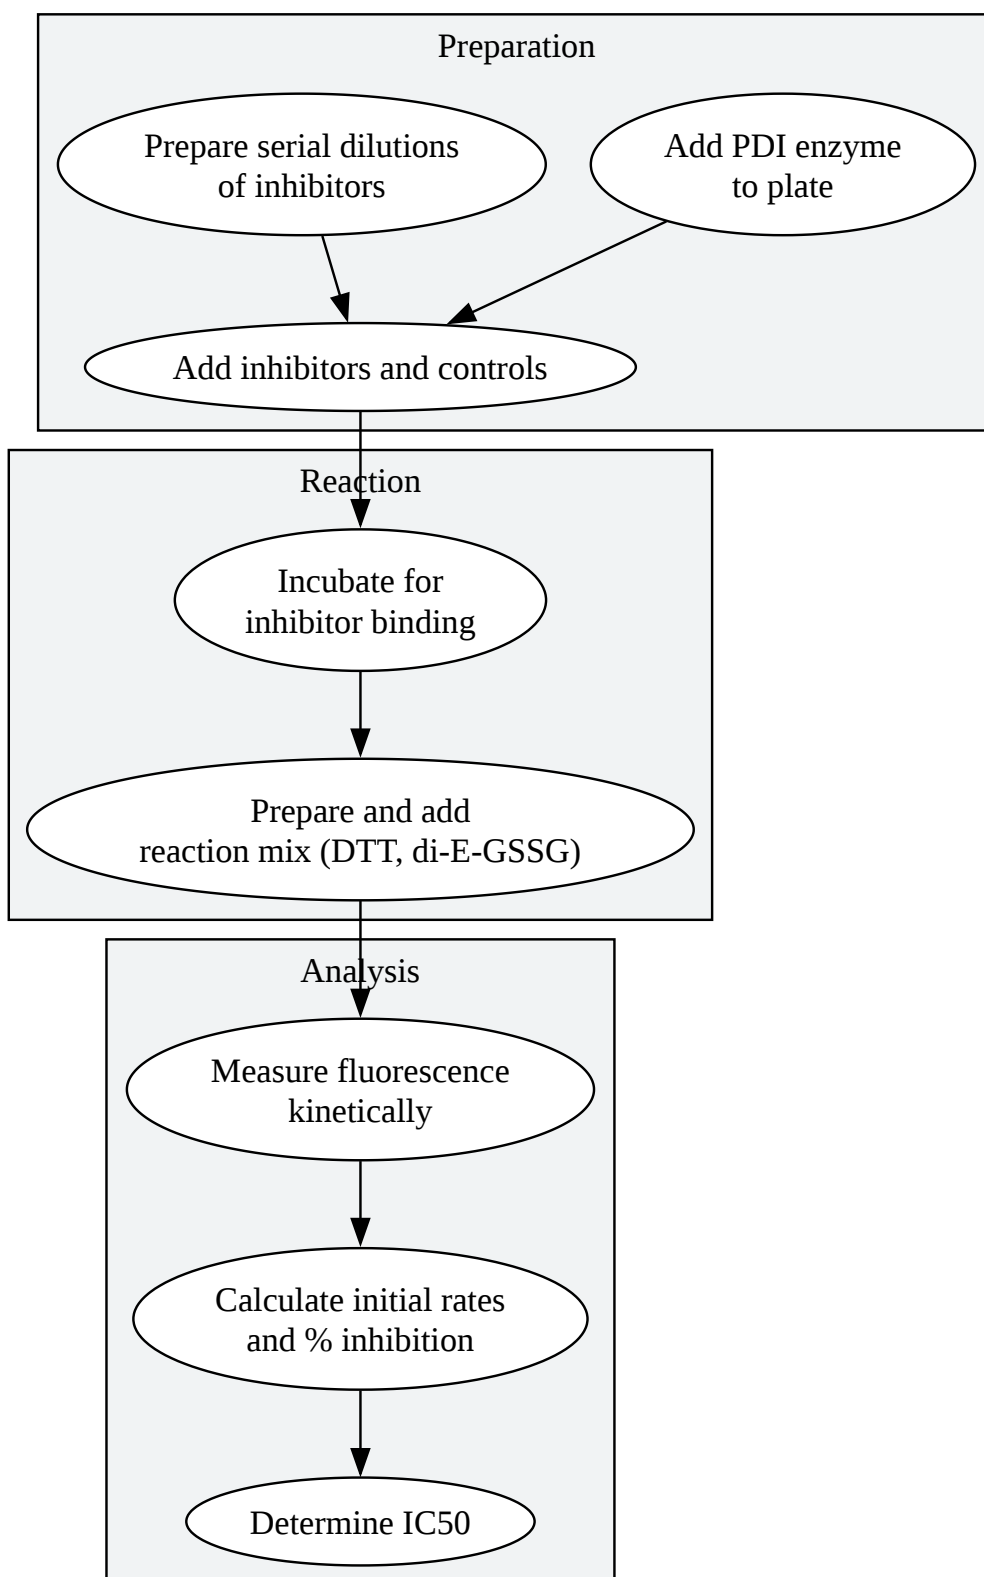 Preparation
Prepare serial dilutions
of inhibitors
Add PDI enzyme
to plate
Add inhibitors and controls
Reaction
Incubate for
inhibitor binding
Prepare and add
reaction mix (DTT, di-E-GSSG)
Analysis
Measure fluorescence
kinetically
Calculate initial rates
and % inhibition
Determine IC50